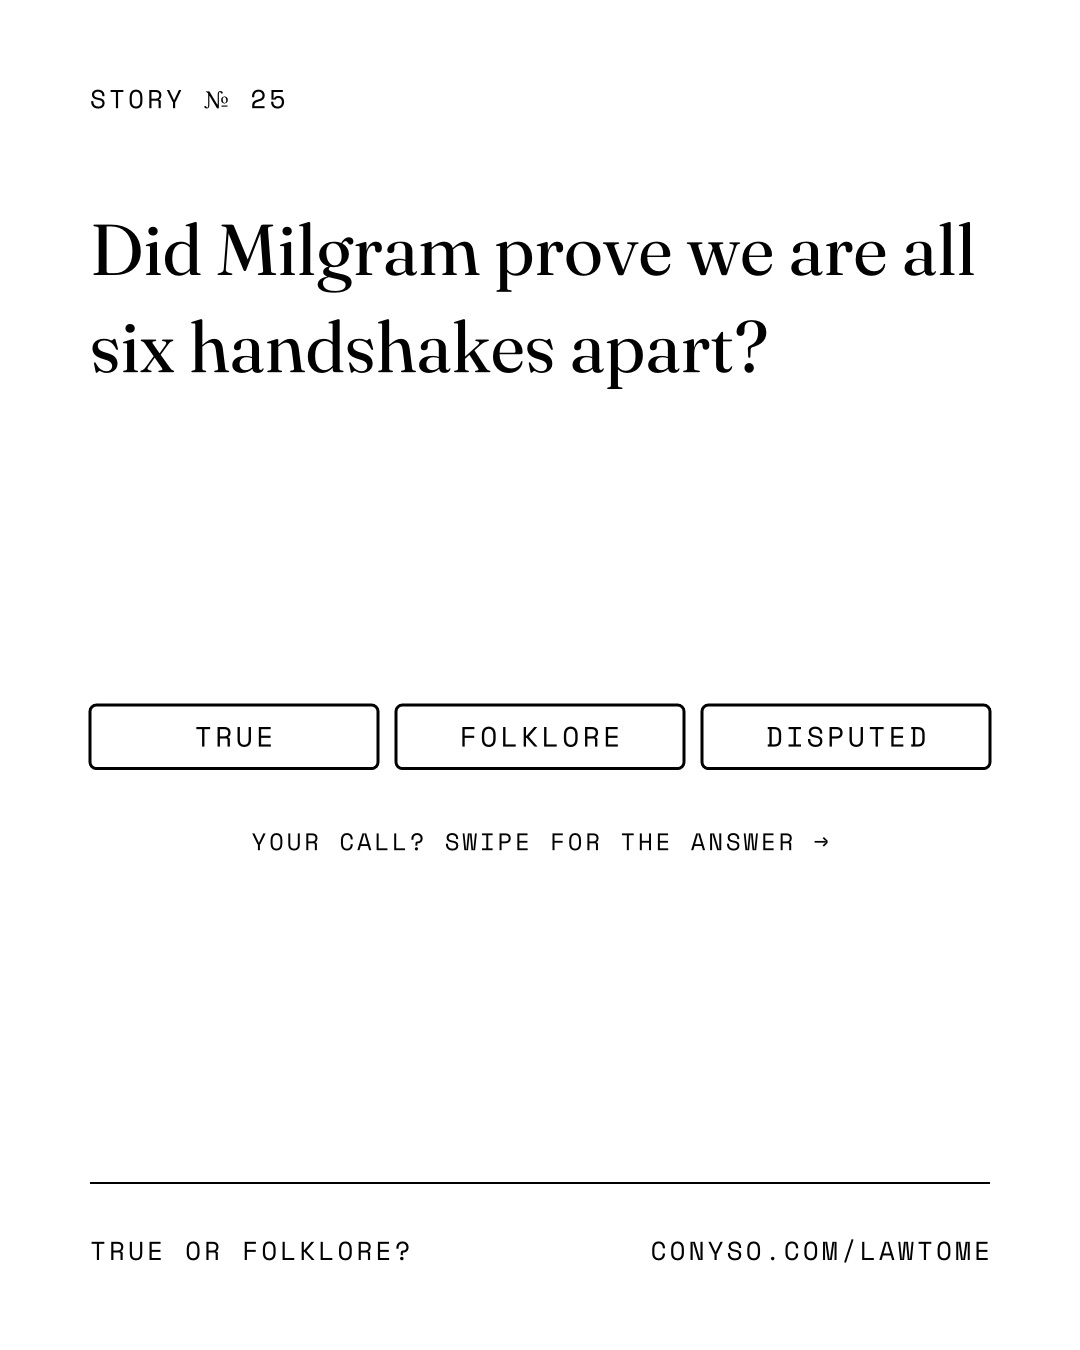 STORY № 25
Did Milgram prove we are all
six handshakes apart?
TRUE
FOLKLORE
DISPUTED
YOUR CALL? SWIPE FOR THE ANSWER →
TRUE OR FOLKLORE?
CONYSO.COM/LAWTOME